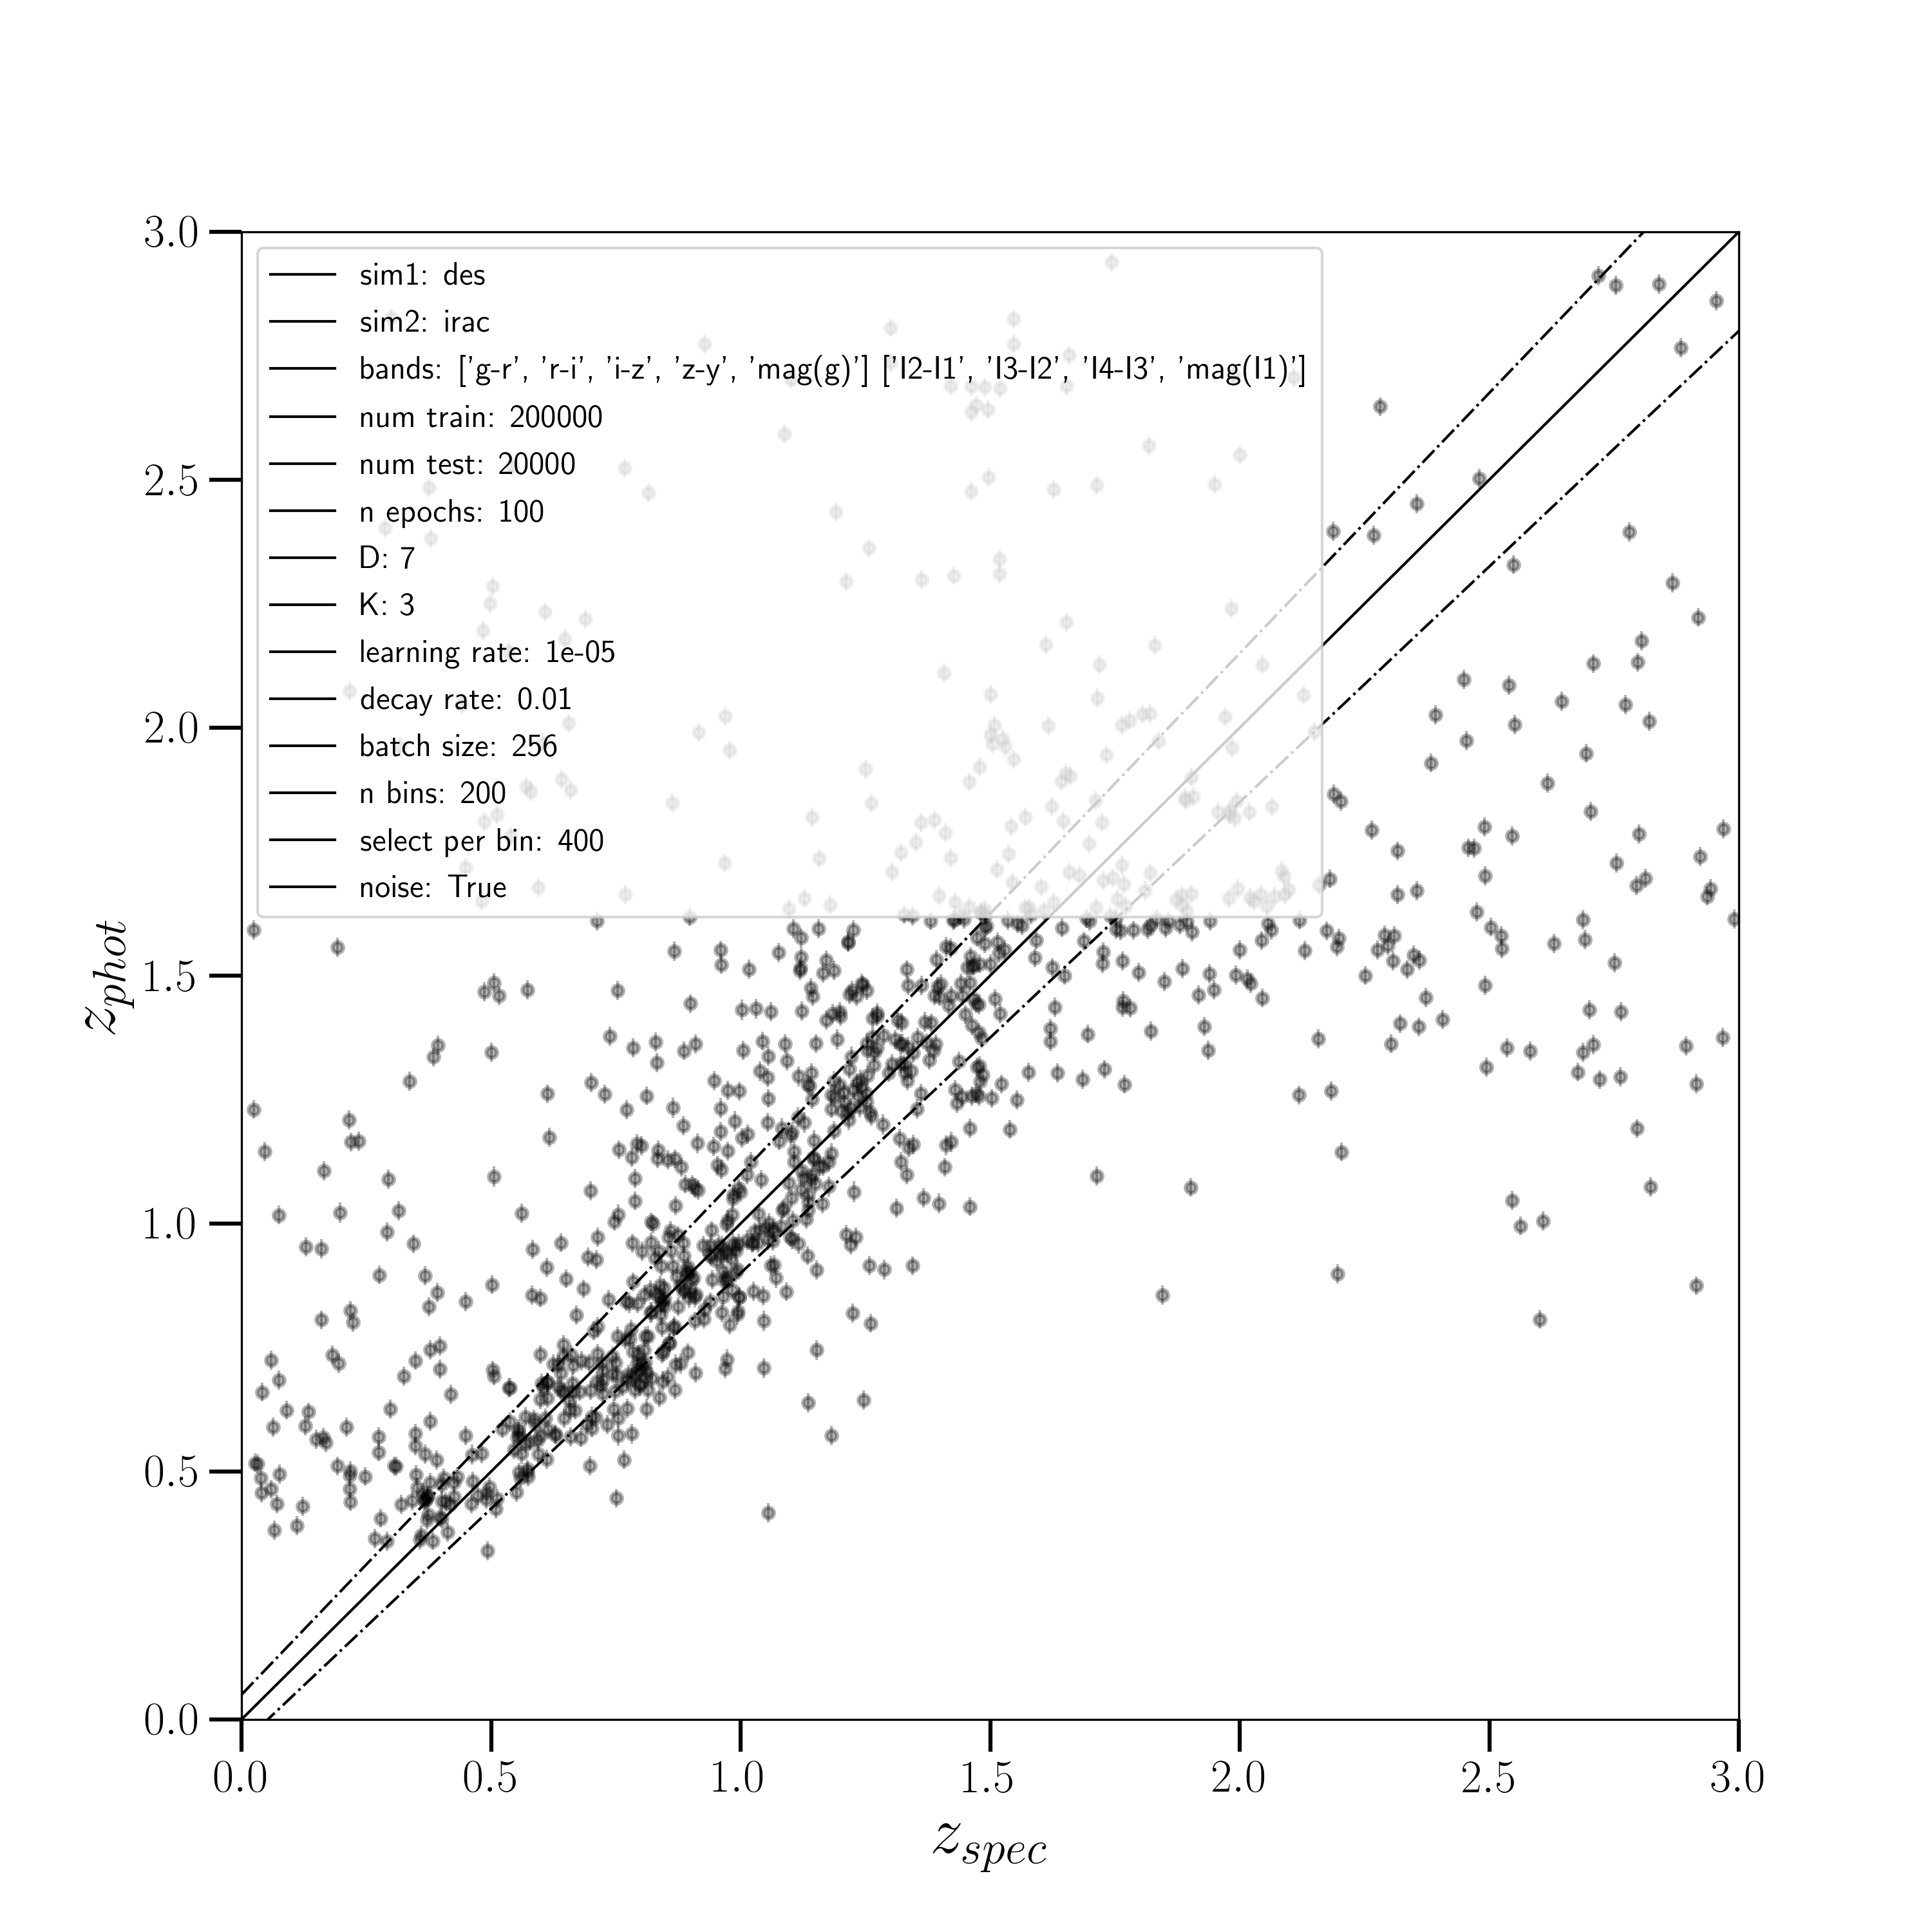 3.0
sim1: des
sim2: irac
bands: ['g-r', 'r-i', 'i-z', 'z-y', 'mag(g)'] ['I2-I1', 'I3-I2', 'I4-I3', 'mag(I1)']
num train: 200000
num test: 20000
2.5
n epochs: 100
D: 7
K: 3
learning rate: 1e-05
decay rate: 0.01
2.0
batch size: 256
n bins: 200
select per bin: 400
noise: True
z_phot
1.5
1.0
0.5
0.0
0.0 0.5 1.0 1.5 2.0 2.5 3.0
z_spec